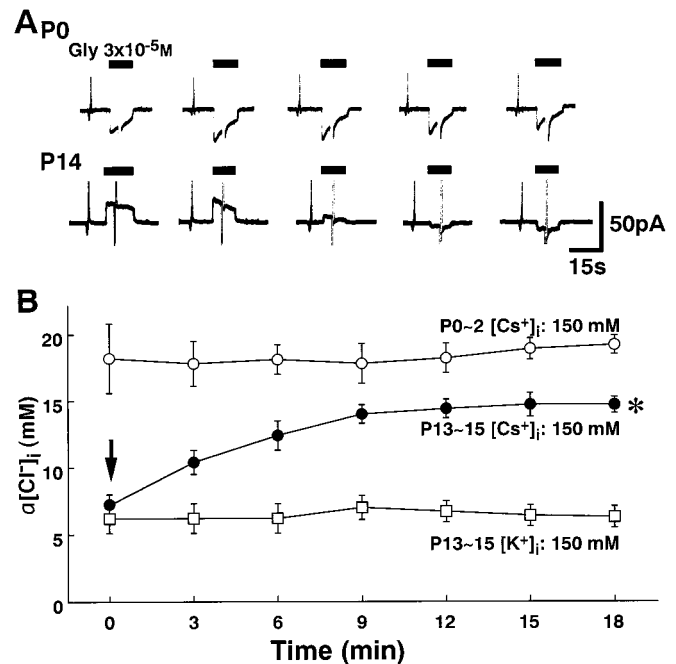 A P0
Gly 3x10⁻⁵M
P14
50pA
15s
B
P0~2 [Cs⁺]i: 150 mM
*
P13~15 [Cs⁺]i: 150 mM
P13~15 [K⁺]i: 150 mM
a[Cl⁻]i (mM)
20
15
10
5
0
0 3 6 9 12 15 18
Time (min)